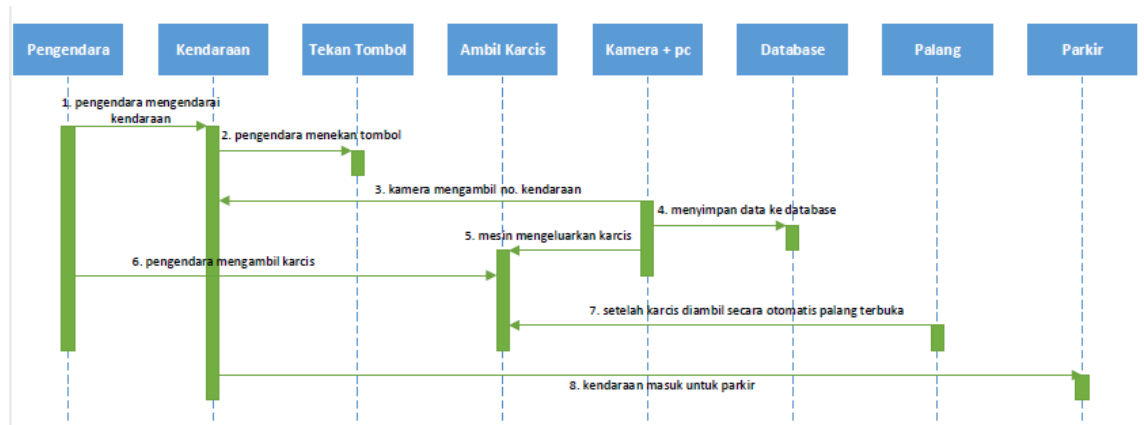 Pengendara
Kendaraan
Tekan Tombol
Ambil Karcis
Kamera + pc
Database
Palang
Parkir
1. pengendara mengendarai
kendaraan
2. pengendara menekan tombol
3. kamera mengambil no. kendaraan
4. menyimpan data ke database
5. mesin mengeluarkan karcis
6. pengendara mengambil karcis
7. setelah karcis diambil secara otomatis palang terbuka
8. kendaraan masuk untuk parkir